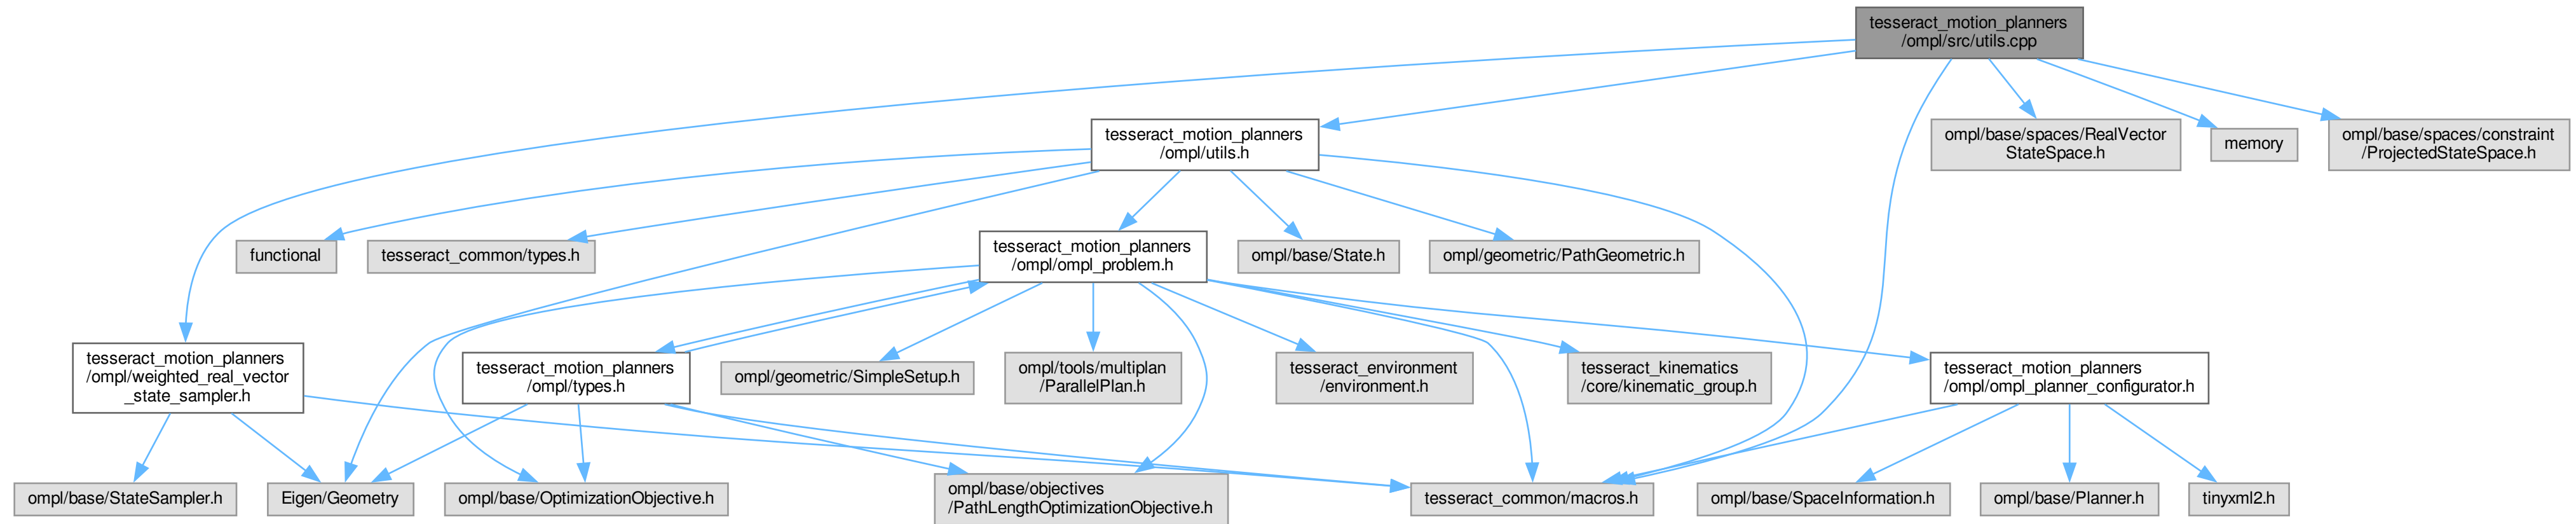 tesseract_motion_planners
/ompl/src/utils.cpp
tesseract_motion_planners
/ompl/utils.h
ompl/base/spaces/RealVector
StateSpace.h
memory
ompl/base/spaces/constraint
/ProjectedStateSpace.h
functional
tesseract_common/types.h
tesseract_motion_planners
/ompl/ompl_problem.h
ompl/base/State.h
ompl/geometric/PathGeometric.h
tesseract_motion_planners
/ompl/weighted_real_vector
_state_sampler.h
tesseract_motion_planners
/ompl/types.h
ompl/geometric/SimpleSetup.h
ompl/tools/multiplan
/ParallelPlan.h
tesseract_environment
/environment.h
tesseract_kinematics
/core/kinematic_group.h
tesseract_motion_planners
/ompl/ompl_planner_configurator.h
ompl/base/StateSampler.h
Eigen/Geometry
ompl/base/OptimizationObjective.h
ompl/base/objectives
/PathLengthOptimizationObjective.h
tesseract_common/macros.h
ompl/base/SpaceInformation.h
ompl/base/Planner.h
tinyxml2.h